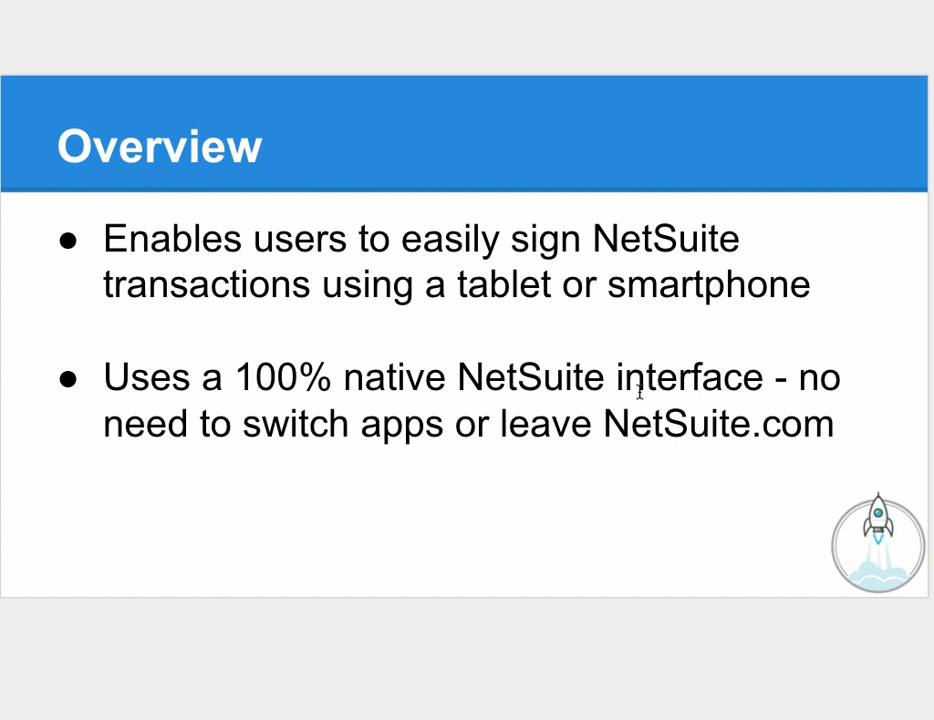 Overview
● Enables users to easily sign NetSuite
transactions using a tablet or smartphone
● Uses a 100% native NetSuite interface - no
need to switch apps or leave NetSuite.com